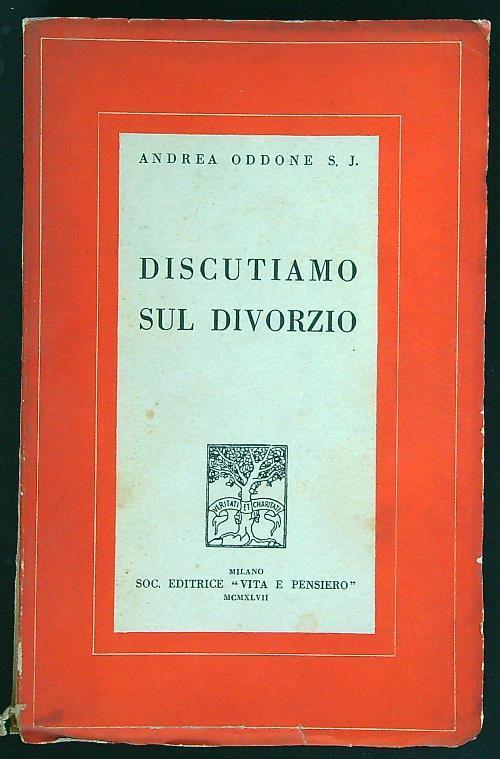 ANDREA ODDONE S. J.
DISCUTIAMO
SUL DIVORZIO
VERITATI ET CHARITATI
MILANO
SOC. EDITRICE "VITA E PENSIERO"
MCMXLVII